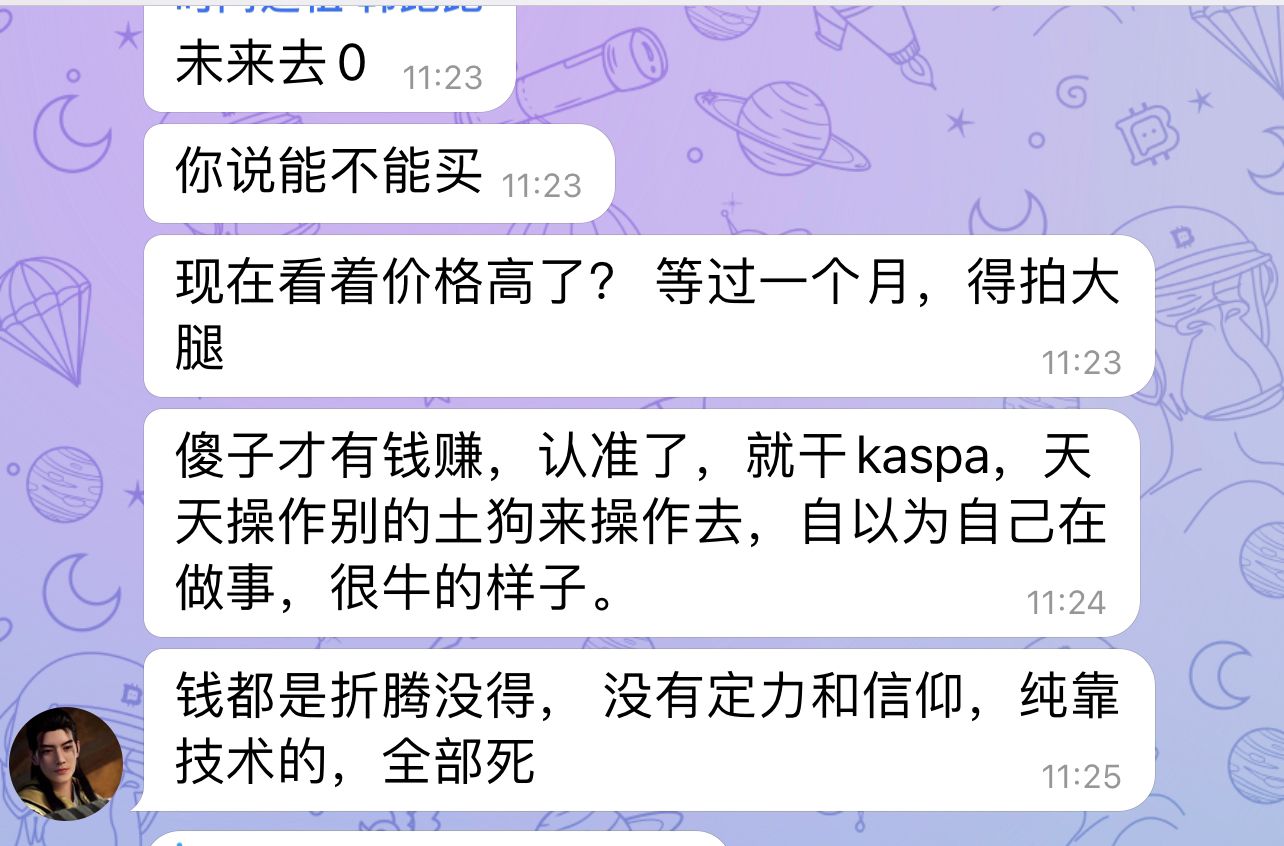 未来去0 11:23
你说能不能买 11:23
现在看着价格高了？ 等过一个月，得拍大
腿 11:23
傻子才有钱赚，认准了，就干kaspa，天
天操作别的土狗来操作去，自以为自己在
做事，很牛的样子。 11:24
钱都是折腾没得， 没有定力和信仰，纯靠
技术的，全部死 11:25